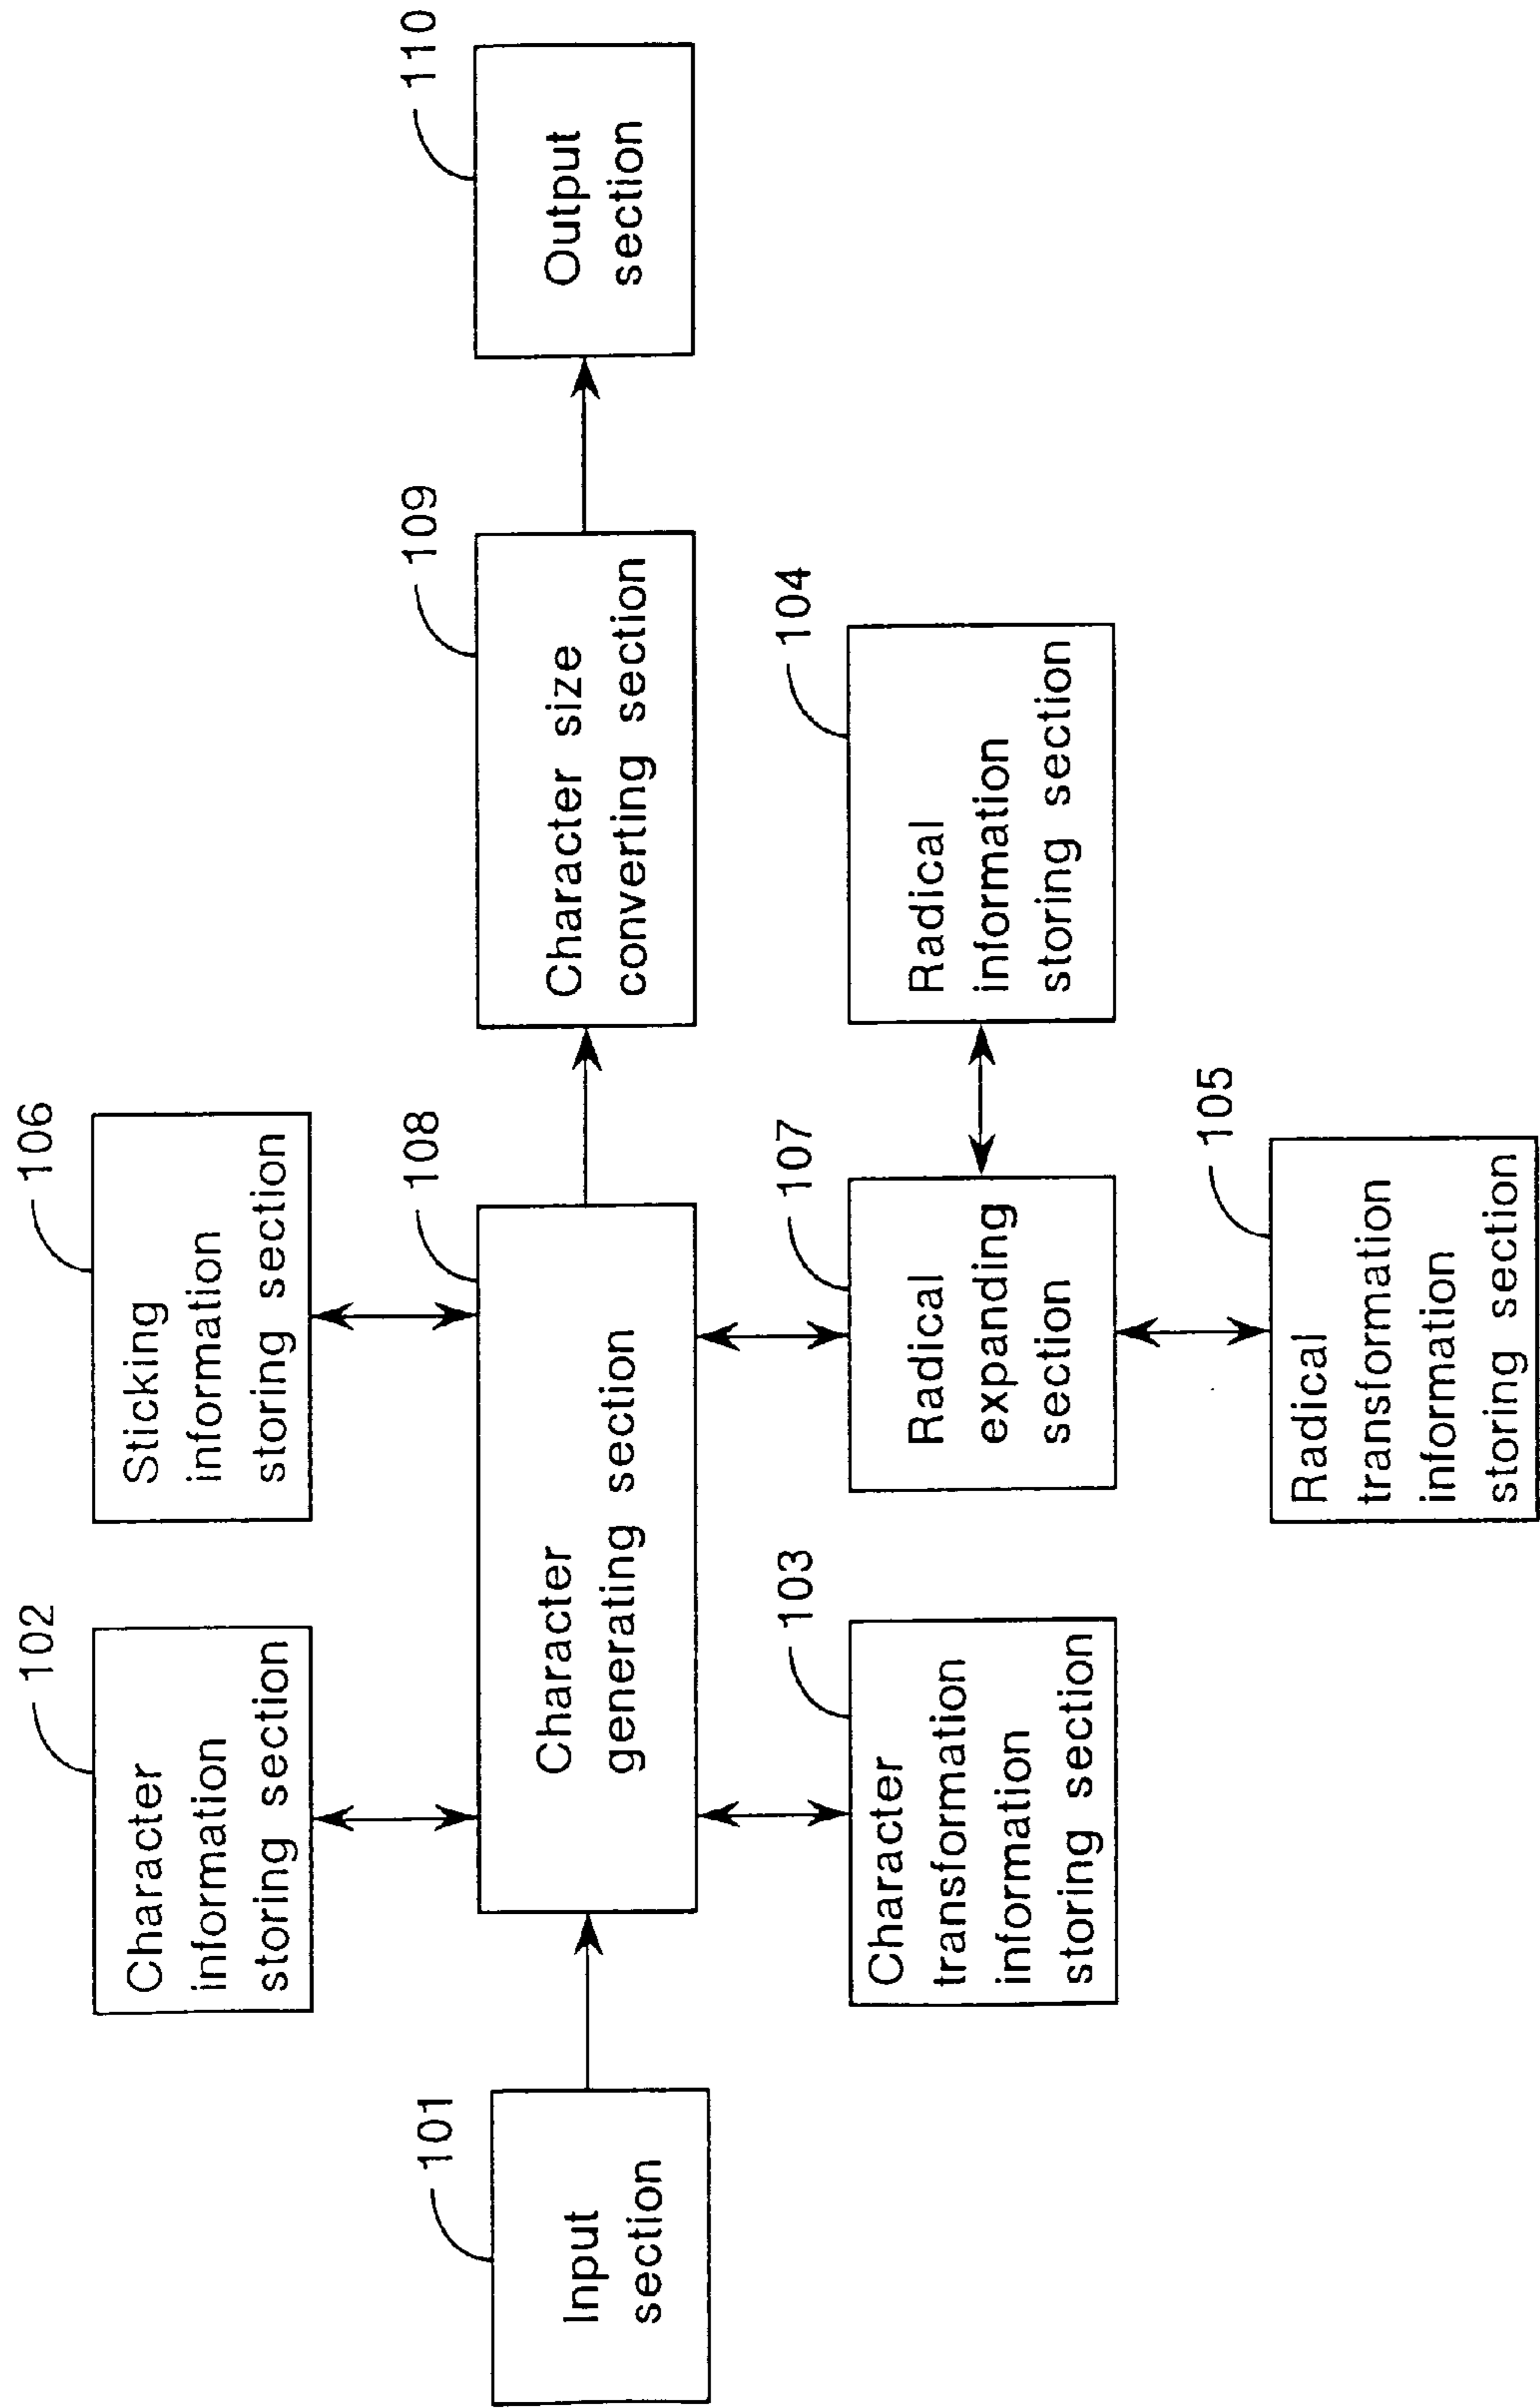 102
Character
information
storing section
106
Sticking
information
storing section
101
Input
section
108
Character
generating section
109
Character size
converting section
110
Output
section
103
Character
transformation
information
storing section
107
Radical
expanding
section
104
Radical
information
storing section
105
Radical
transformation
information
storing section